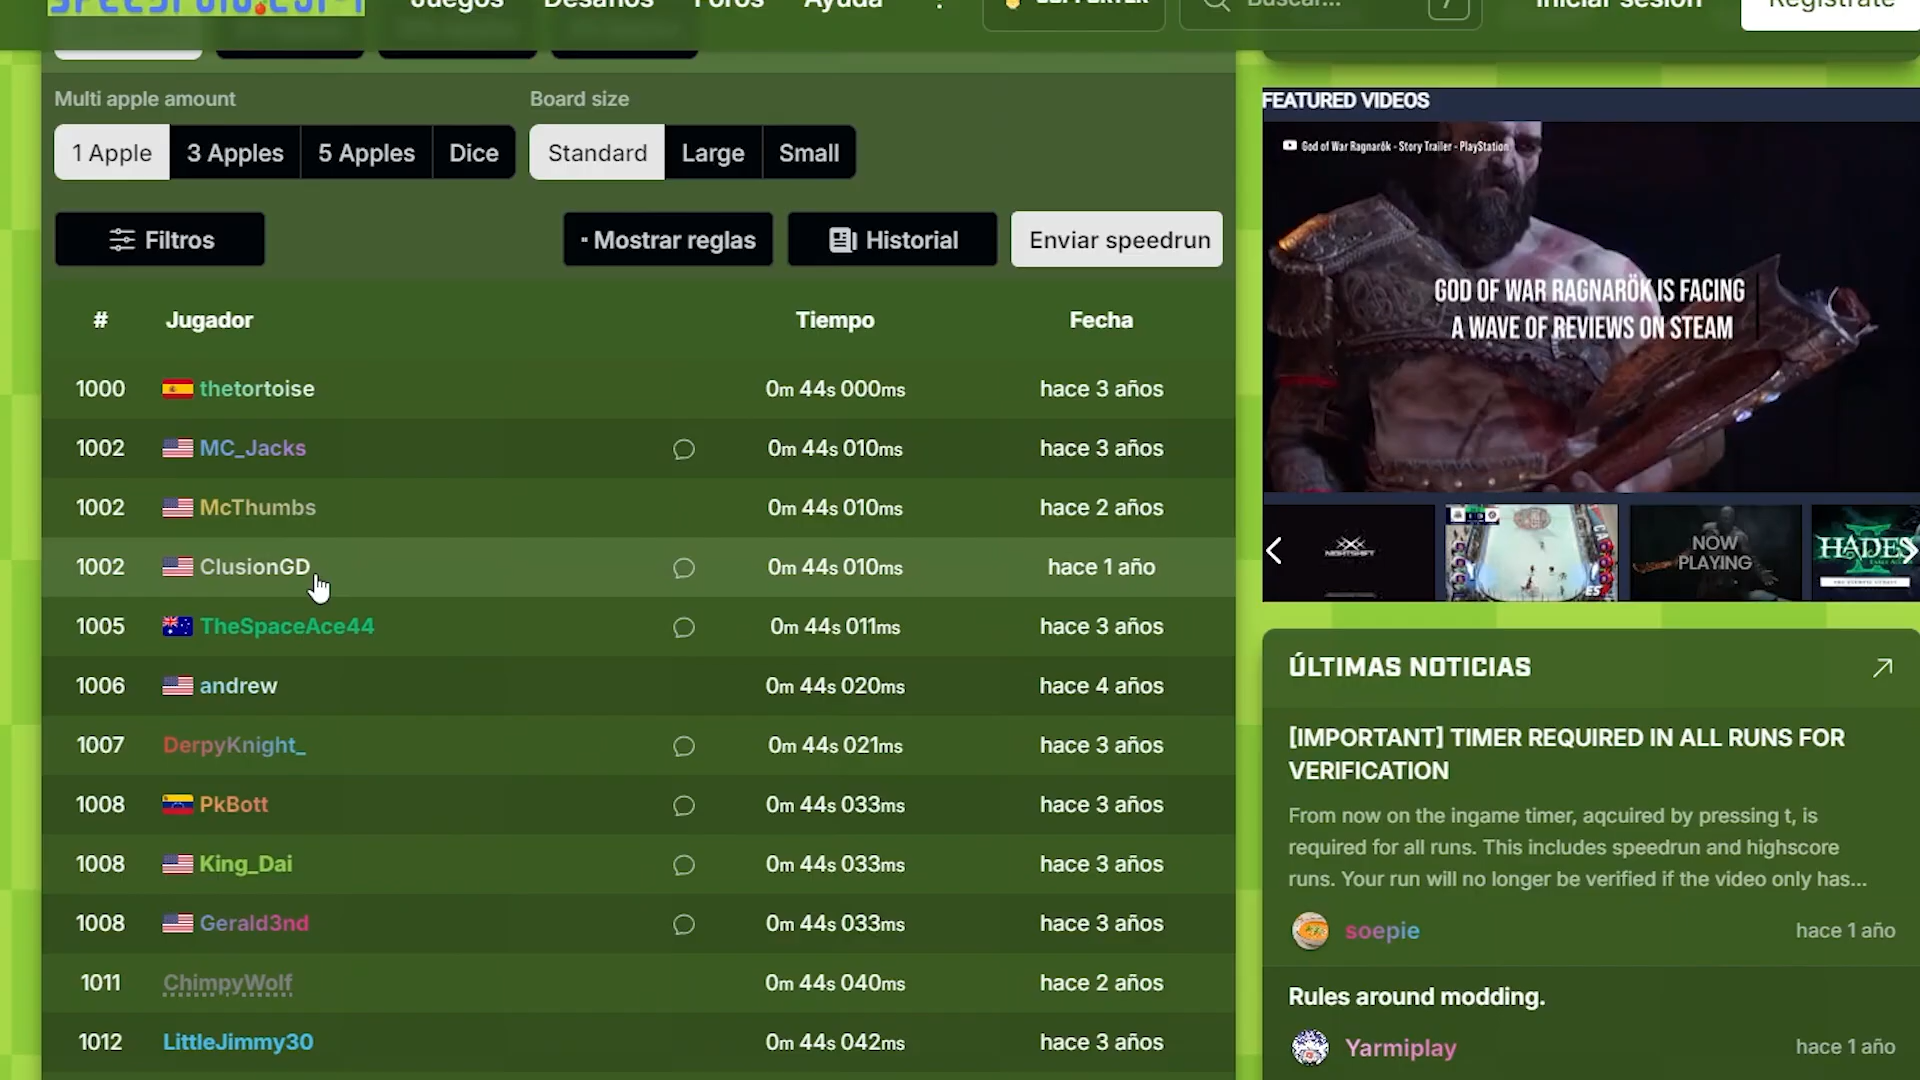 Juegos Desafíos Foros Ayuda
Buscar... /
Iniciar sesión
Regístrate
Multi apple amount
Board size
1 Apple 3 Apples 5 Apples Dice
Standard Large Small
Filtros
Mostrar reglas
Historial
Enviar speedrun
# Jugador Tiempo Fecha
1000 thetortoise 0m 44s 000ms hace 3 años
1002 MC_Jacks 0m 44s 010ms hace 3 años
1002 McThumbs 0m 44s 010ms hace 2 años
1002 ClusionGD 0m 44s 010ms hace 1 año
1005 TheSpaceAce44 0m 44s 011ms hace 3 años
1006 andrew 0m 44s 020ms hace 4 años
1007 DerpyKnight_ 0m 44s 021ms hace 3 años
1008 PkBott 0m 44s 033ms hace 3 años
1008 King_Dai 0m 44s 033ms hace 3 años
1008 Gerald3nd 0m 44s 033ms hace 3 años
1011 ChimpyWolf 0m 44s 040ms hace 2 años
1012 LittleJimmy30 0m 44s 042ms hace 3 años
FEATURED VIDEOS
God of War Ragnarök - Story Trailer - PlayStation
GOD OF WAR RAGNARÖK IS FACING
A WAVE OF REVIEWS ON STEAM
NOW
PLAYING
HADES
ÚLTIMAS NOTICIAS
[IMPORTANT] TIMER REQUIRED IN ALL RUNS FOR
VERIFICATION
From now on the ingame timer, aqcuired by pressing t, is
required for all runs. This includes speedrun and highscore
runs. Your run will no longer be verified if the video only has...
soepie hace 1 año
Rules around modding.
Yarmiplay hace 1 año